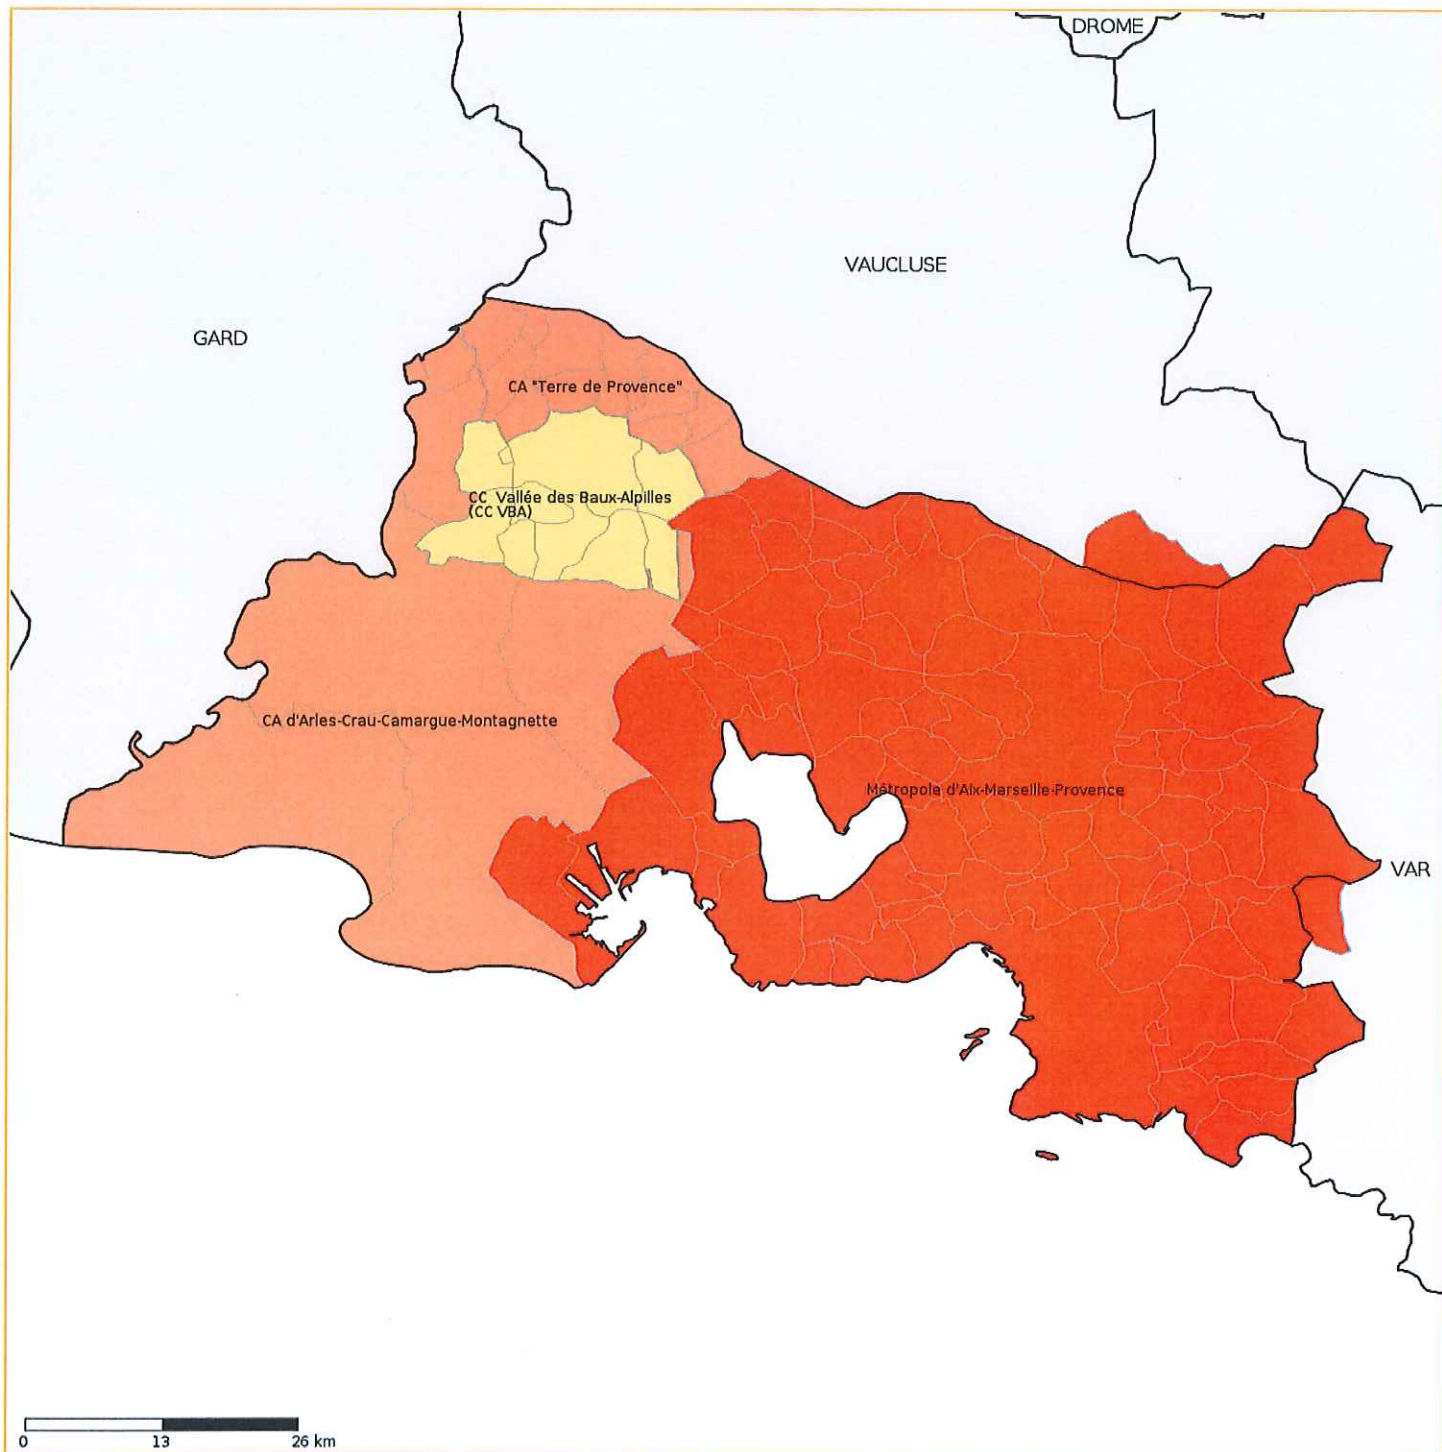 DROME
VAUCLUSE
GARD
CA "Terre de Provence"
CC Vallée des Baux-Alpilles
(CC VBA)
CA d'Arles-Crau-Camargue-Montagnette
Métropole d'Aix-Marseille-Provence
VAR
0 13 26 km